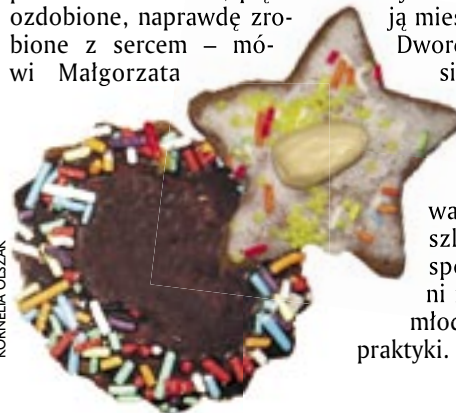 ozdobione, naprawdę zro-
bione z sercem – mó-
wi Małgorzata
ją mies
Dworc
si
wa
szl
spo
ni
młod
praktyki.
KORNELIA OLSZAK